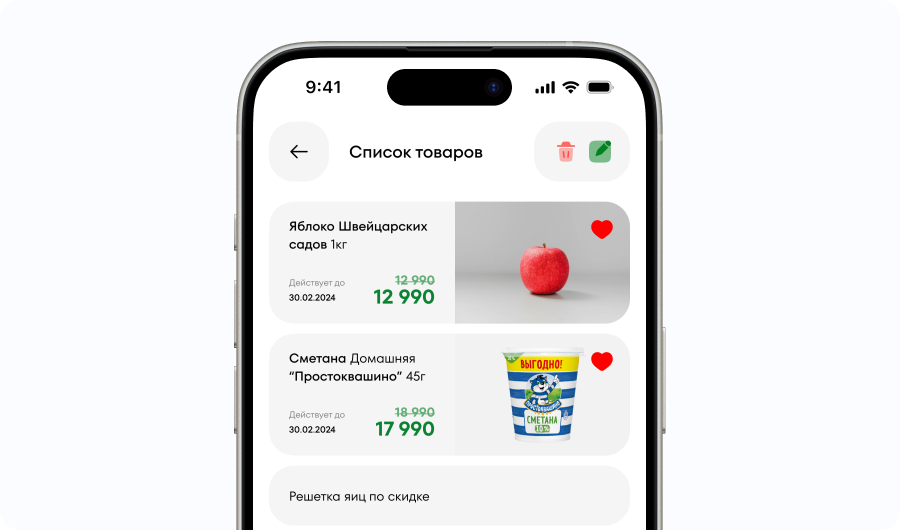 9:41
Список товаров
Яблоко Швейцарских
садов 1кг
Действует до
30.02.2024
12 990
12 990
Сметана Домашняя
“Простоквашино” 45г
Действует до
30.02.2024
18 990
17 990
ВЫГОДНО!
ПРОСТОКВАШИНО
СМЕТАНА
10%
Решетка яиц по скидке